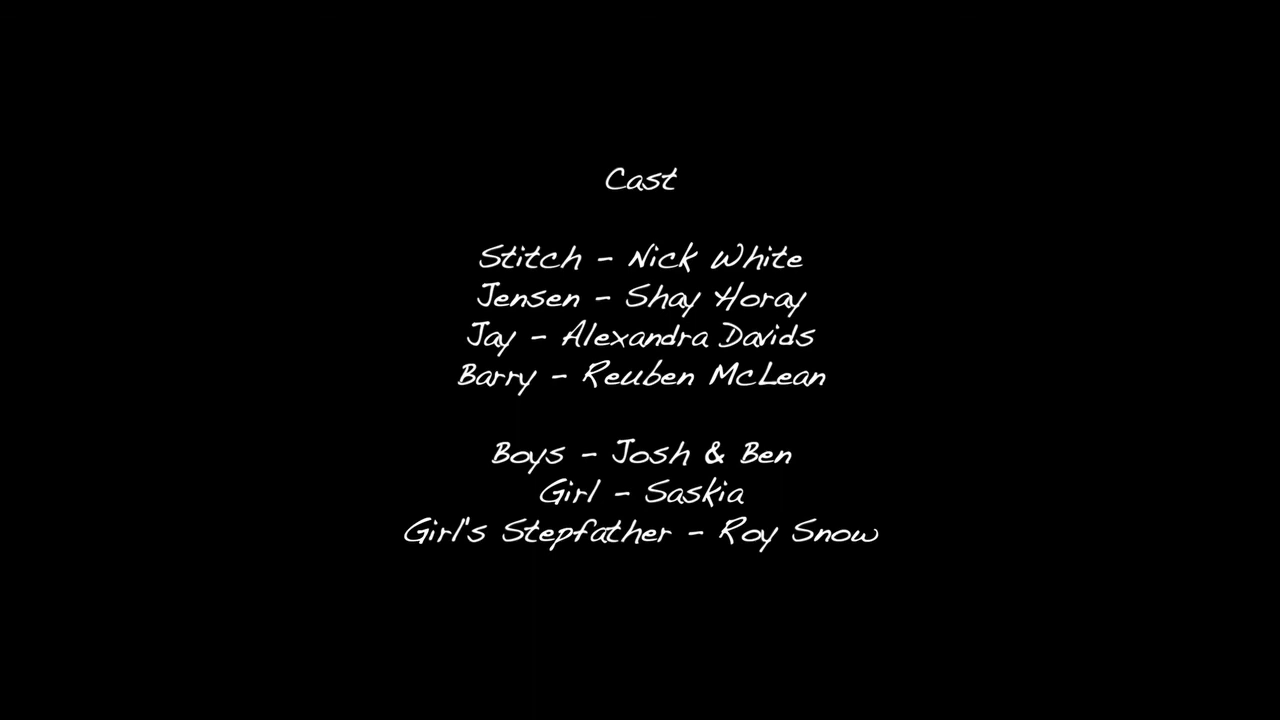 Cast
Stitch - Nick White
Jensen - Shay Horay
Jay - Alexandra Davids
Barry - Reuben McLean
Boys - Josh & Ben
Girl - Saskia
Girl's Stepfather - Roy Snow